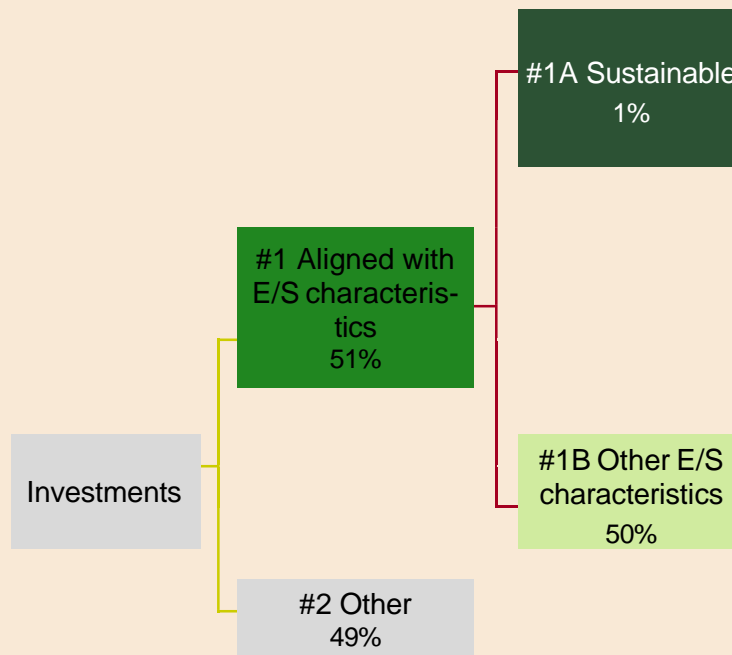 #1A Sustainable
1%
#1 Aligned with
E/S characteris-
tics
51%
Investments
#1B Other E/S
characteristics
50%
#2 Other
49%